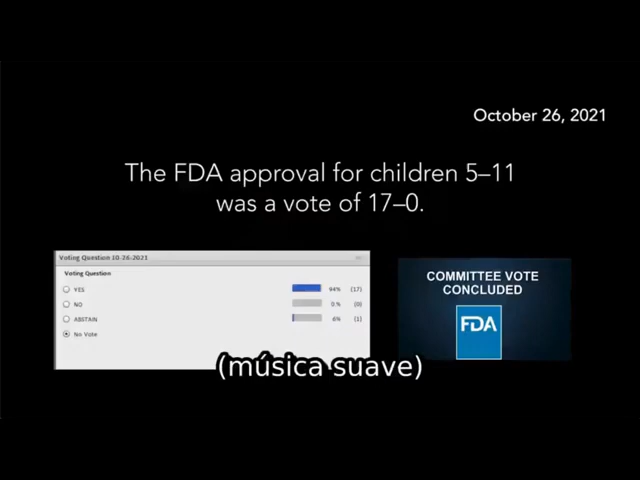 October 26, 2021
The FDA approval for children 5–11
was a vote of 17–0.
Voting Question 10-26-2021
Voting Question
YES 94% (17)
NO 0% (0)
ABSTAIN 6% (1)
No Vote
COMMITTEE VOTE
CONCLUDED
FDA
(música suave)